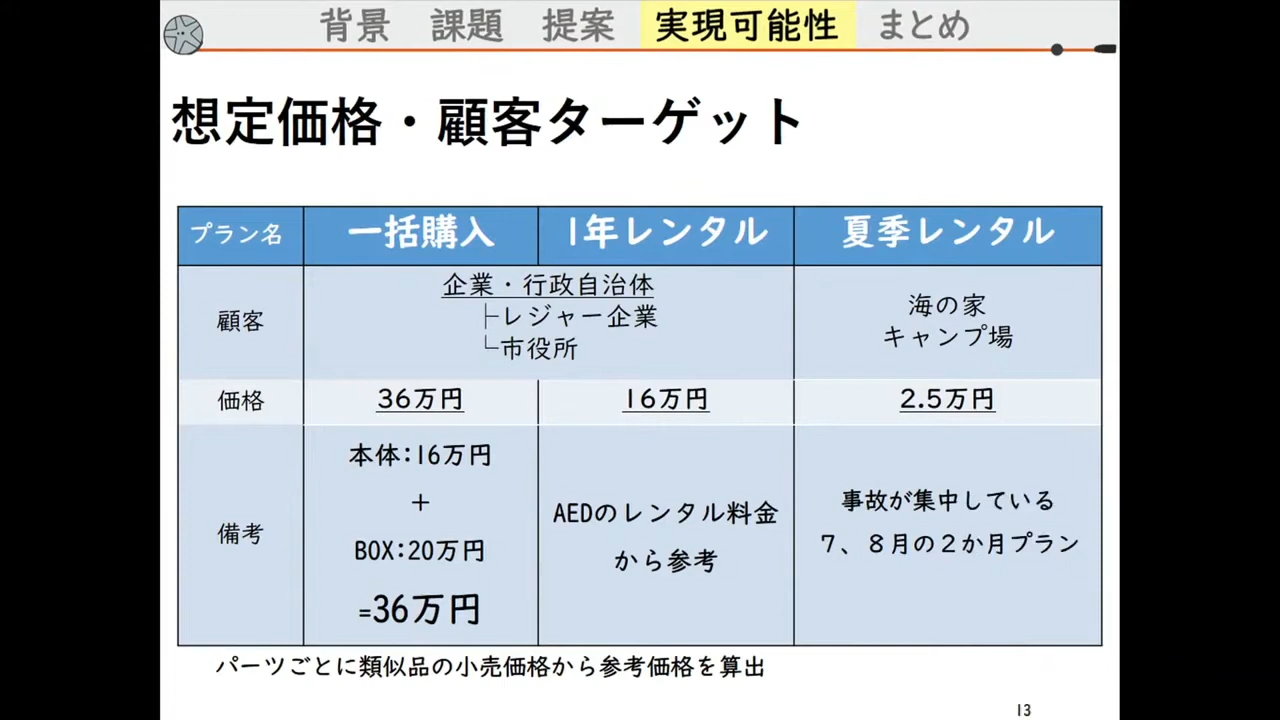 背景 課題 提案 実現可能性 まとめ
想定価格・顧客ターゲット
プラン名 一括購入 1年レンタル 夏季レンタル
顧客
企業・行政自治体
├レジャー企業
└市役所
海の家
キャンプ場
価格 36万円 16万円 2.5万円
備考
本体:16万円
+
BOX:20万円
=36万円
AEDのレンタル料金
から参考
事故が集中している
7、8月の2か月プラン
パーツごとに類似品の小売価格から参考価格を算出
13